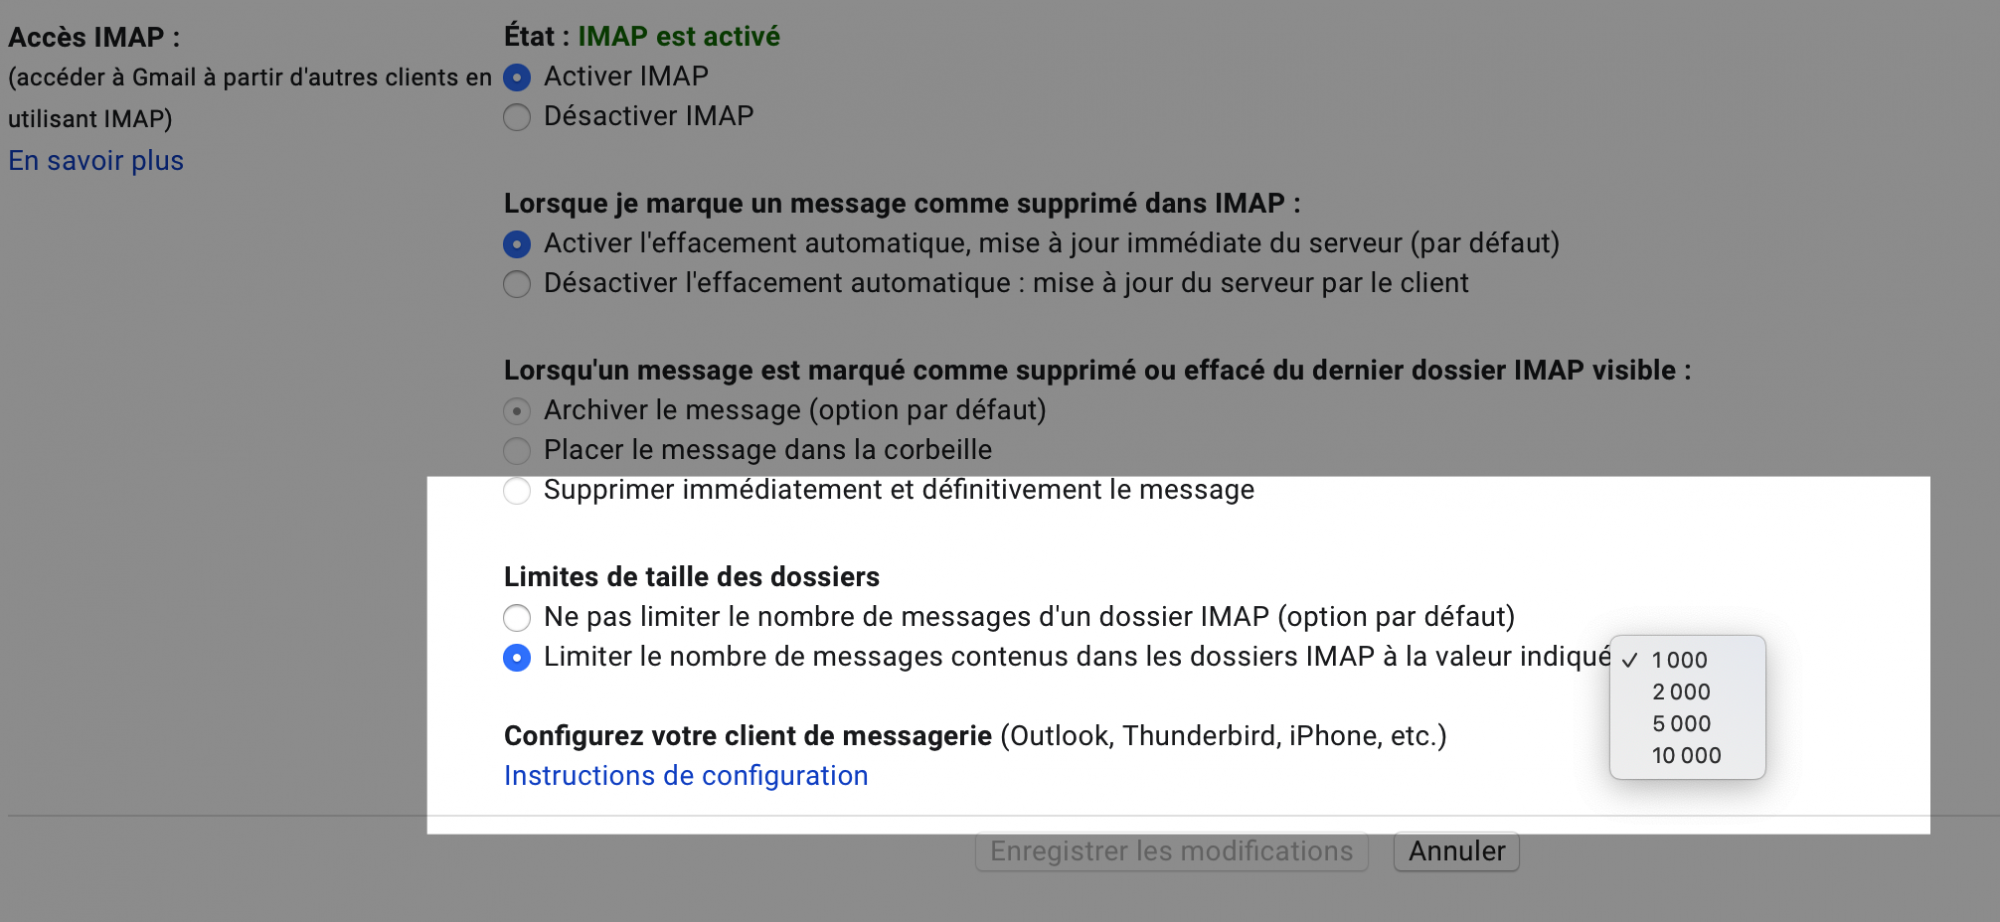 Accès IMAP :
(accéder à Gmail à partir d'autres clients en
utilisant IMAP)
En savoir plus
État : IMAP est activé
Activer IMAP
Désactiver IMAP
Lorsque je marque un message comme supprimé dans IMAP :
Activer l'effacement automatique, mise à jour immédiate du serveur (par défaut)
Désactiver l'effacement automatique : mise à jour du serveur par le client
Lorsqu'un message est marqué comme supprimé ou effacé du dernier dossier IMAP visible :
Archiver le message (option par défaut)
Placer le message dans la corbeille
Supprimer immédiatement et définitivement le message
Limites de taille des dossiers
Ne pas limiter le nombre de messages d'un dossier IMAP (option par défaut)
Limiter le nombre de messages contenus dans les dossiers IMAP à la valeur indiqué
✓ 1 000
2 000
5 000
10 000
Configurez votre client de messagerie (Outlook, Thunderbird, iPhone, etc.)
Instructions de configuration
Enregistrer les modifications
Annuler